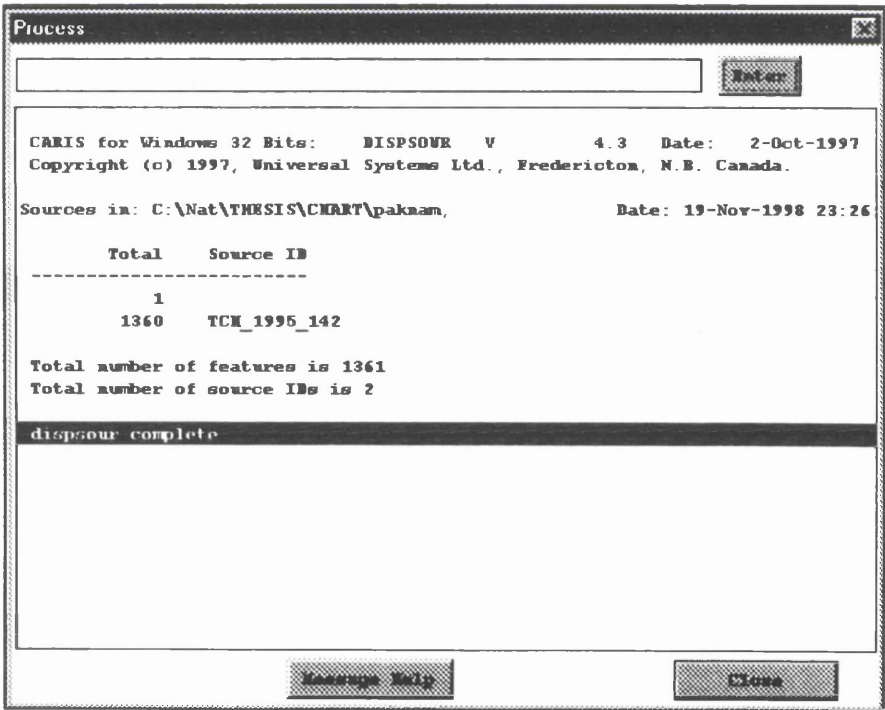 Process
Enter
CARIS for Windows 32 Bits: DISPSOUR V 4.3 Date: 2-Oct-1997
Copyright (c) 1997, Universal Systems Ltd., Fredericton, N.B. Canada.
Sources in: C:\Nat\THESIS\CHART\paknam, Date: 19-Nov-1998 23:26
Total Source ID
--------------------------
1
1360 TCH_1995_142
Total number of features is 1361
Total number of source IDs is 2
dispsour complete
Message Help
Close